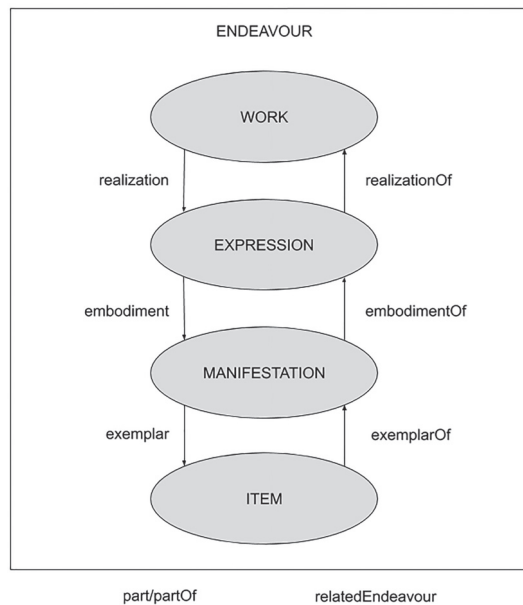 ENDEAVOUR
WORK
realization realizationOf
EXPRESSION
embodiment embodimentOf
MANIFESTATION
exemplar exemplarOf
ITEM
part/partOf relatedEndeavour